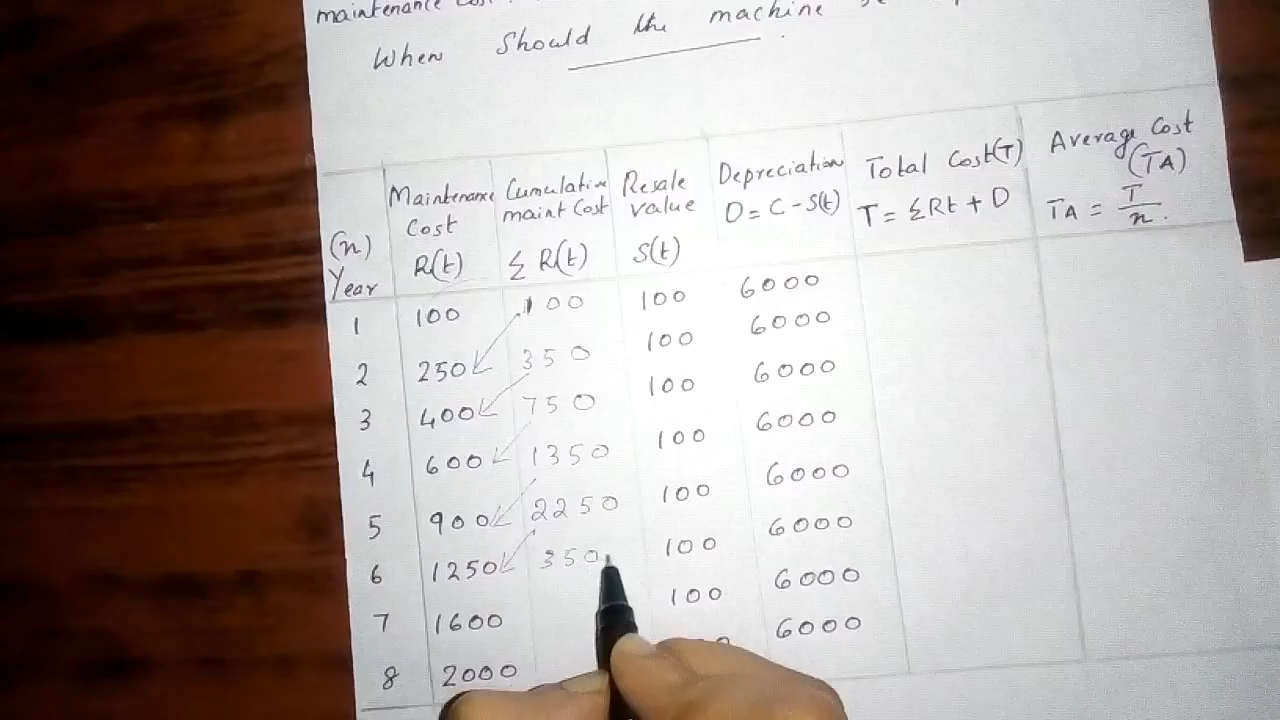 maintenance
When should the machine
(n) Year | Maintenance Cost R(t) | Cumulative maint Cost Σ R(t) | Resale value S(t) | Depreciation D = C - S(t) | Total Cost(T) T = ΣRt + D | Average Cost (TA) TA = T/n.
1 | 100 | 100 | 100 | 6000
2 | 250 | 350 | 100 | 6000
3 | 400 | 750 | 100 | 6000
4 | 600 | 1350 | 100 | 6000
5 | 900 | 2250 | 100 | 6000
6 | 1250 | 350 | 100 | 6000
7 | 1600 | 100 | 6000
8 | 2000 | 6000